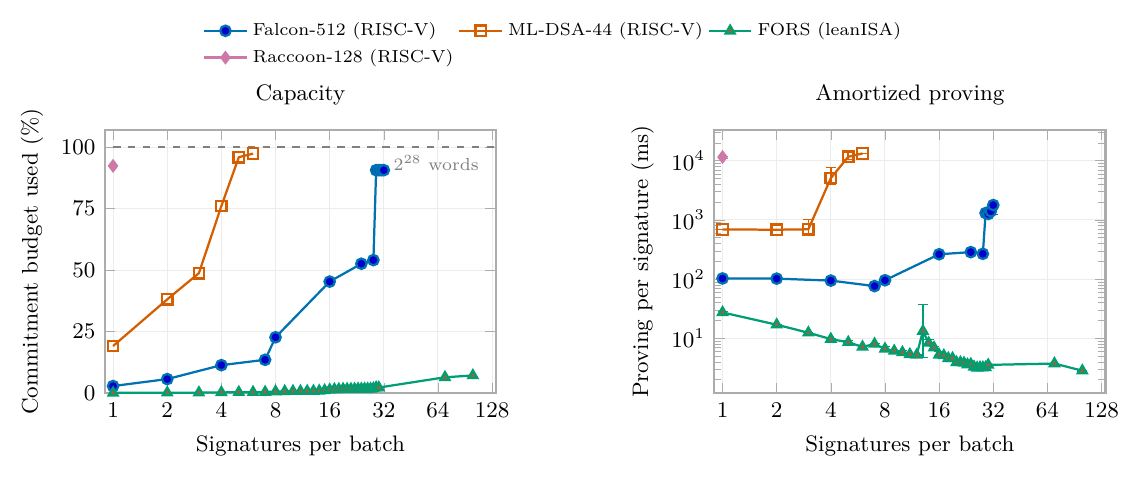 Falcon-512 (RISC-V) ML-DSA-44 (RISC-V) FORS (leanISA)
Raccoon-128 (RISC-V)
Capacity
Commitment budget used (%)
100
75
50
25
0
2^28 words
1 2 4 8 16 32 64 128
Signatures per batch
Amortized proving
Proving per signature (ms)
10^4
10^3
10^2
10^1
1 2 4 8 16 32 64 128
Signatures per batch